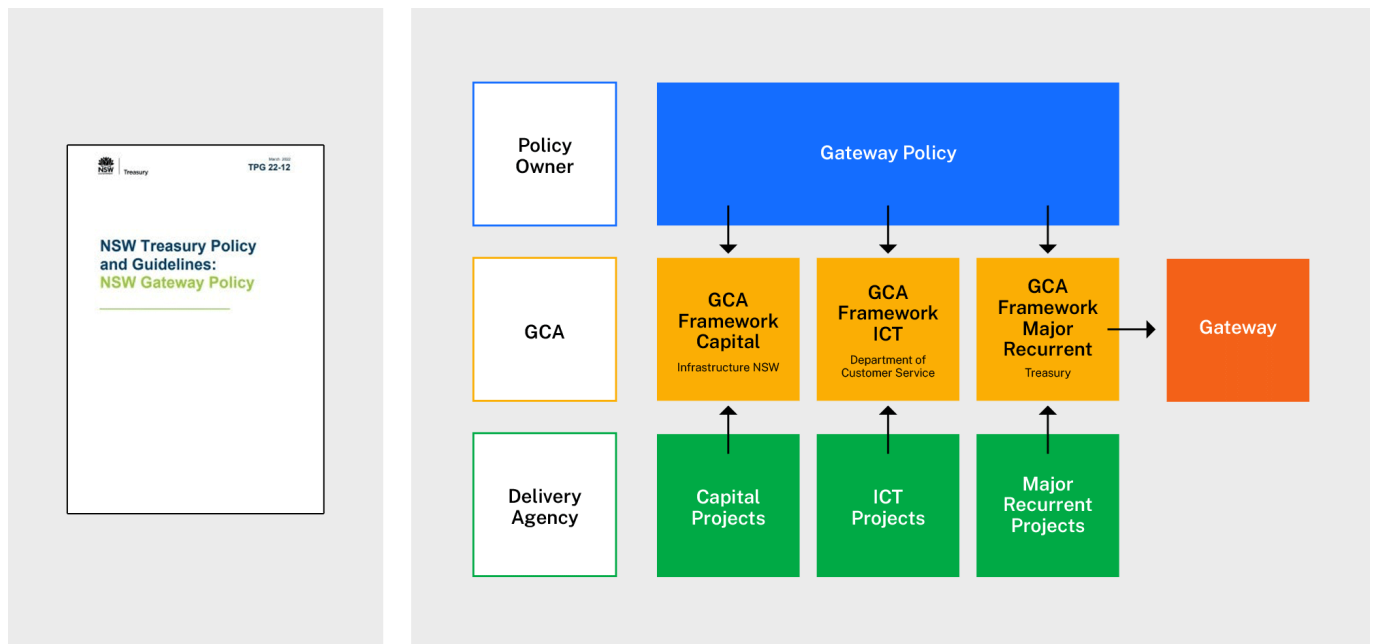 March 2022
TPG 22-12
NSW
Treasury
NSW Treasury Policy
and Guidelines:
NSW Gateway Policy
Policy
Owner
Gateway Policy
GCA
GCA
Framework
Capital
Infrastructure NSW
GCA
Framework
ICT
Department of
Customer Service
GCA
Framework
Major
Recurrent
Treasury
Gateway
Delivery
Agency
Capital
Projects
ICT
Projects
Major
Recurrent
Projects